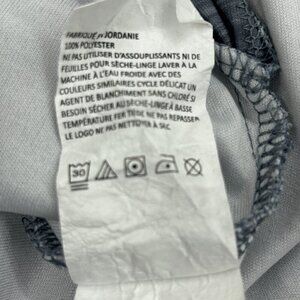 FABRIQUÉ EN JORDANIE
100% POLYESTER
NE PAS UTILISER D'ASSOUPLISSANTS NI DE
FEUILLES POUR SÈCHE-LINGE LAVER À LA
MACHINE À L'EAU FROIDE AVEC DES
COULEURS SIMILAIRES CYCLE DÉLICAT UN
AGENT DE BLANCHIMENT SANS CHLORE SI
BESOIN SÉCHER AU SÈCHE-LINGE À BASSE
TEMPÉRATURE FER TIÈDE NE PAS REPASSER
LE LOGO NE PAS NETTOYER À SEC
30